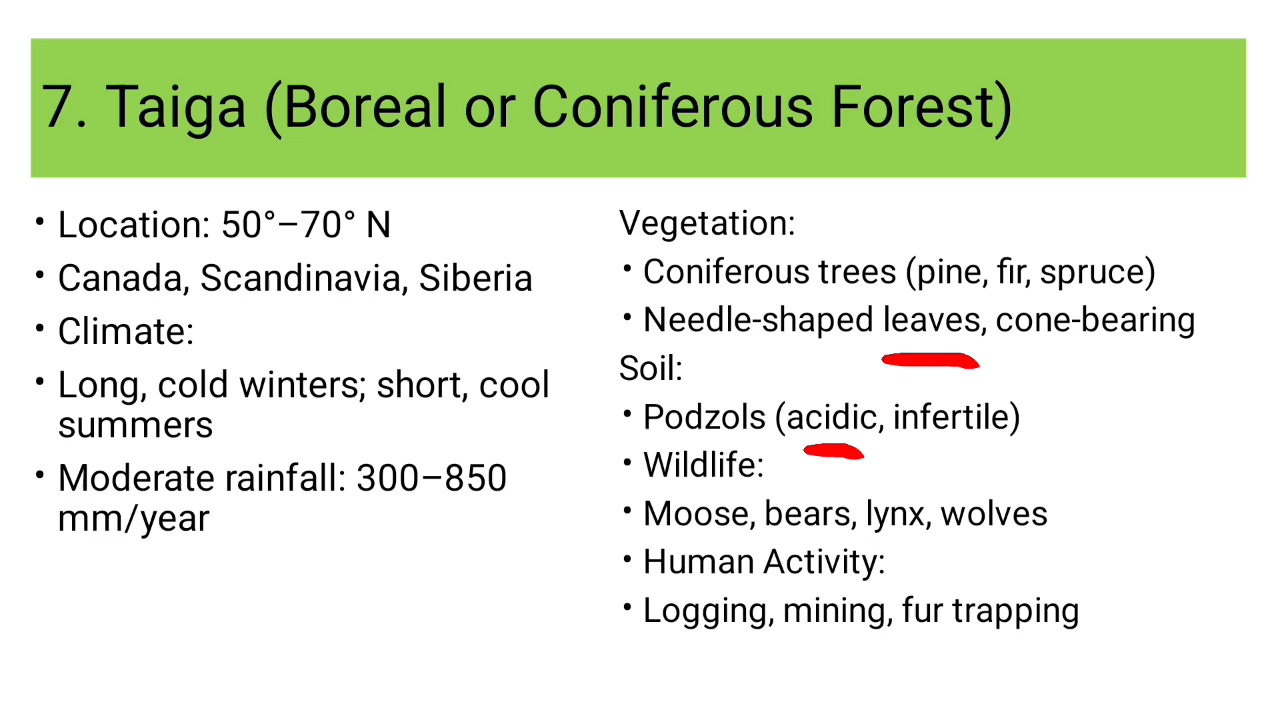 7. Taiga (Boreal or Coniferous Forest)
• Location: 50°–70° N
• Canada, Scandinavia, Siberia
• Climate:
• Long, cold winters; short, cool
summers
• Moderate rainfall: 300–850
mm/year
Vegetation:
• Coniferous trees (pine, fir, spruce)
• Needle-shaped leaves, cone-bearing
Soil:
• Podzols (acidic, infertile)
• Wildlife:
• Moose, bears, lynx, wolves
• Human Activity:
• Logging, mining, fur trapping